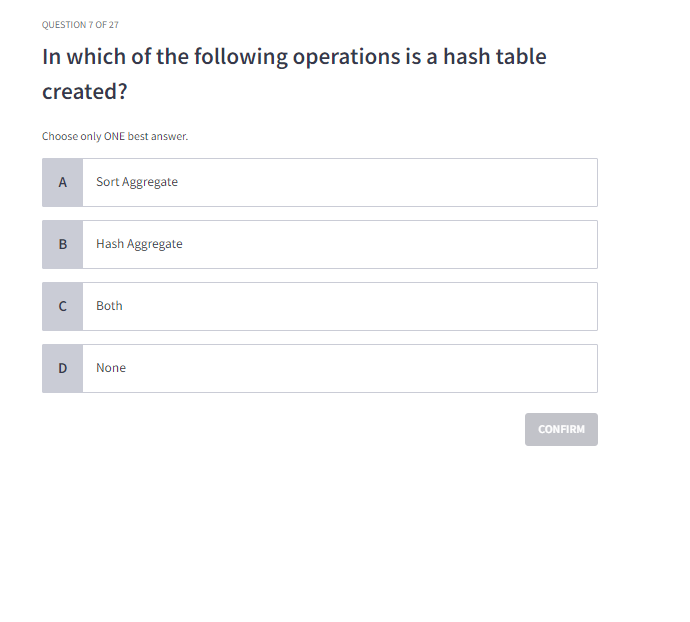 QUESTION 7 OF 27
In which of the following operations is a hash table
created?
Choose only ONE best answer.
A Sort Aggregate
B Hash Aggregate
C Both
D None
CONFIRM